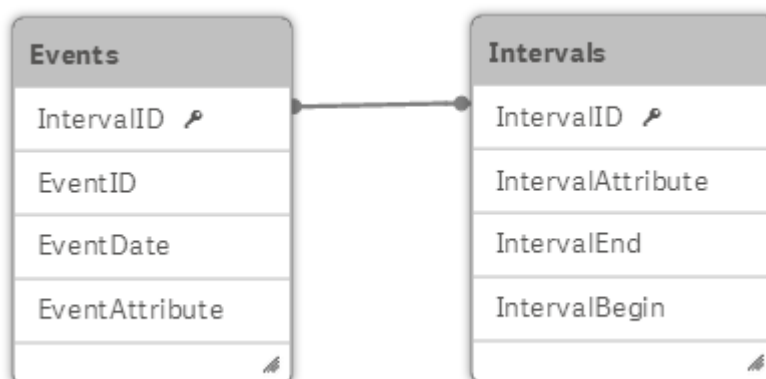 Events
IntervalID
EventID
EventDate
EventAttribute
Intervals
IntervalID
IntervalAttribute
IntervalEnd
IntervalBegin